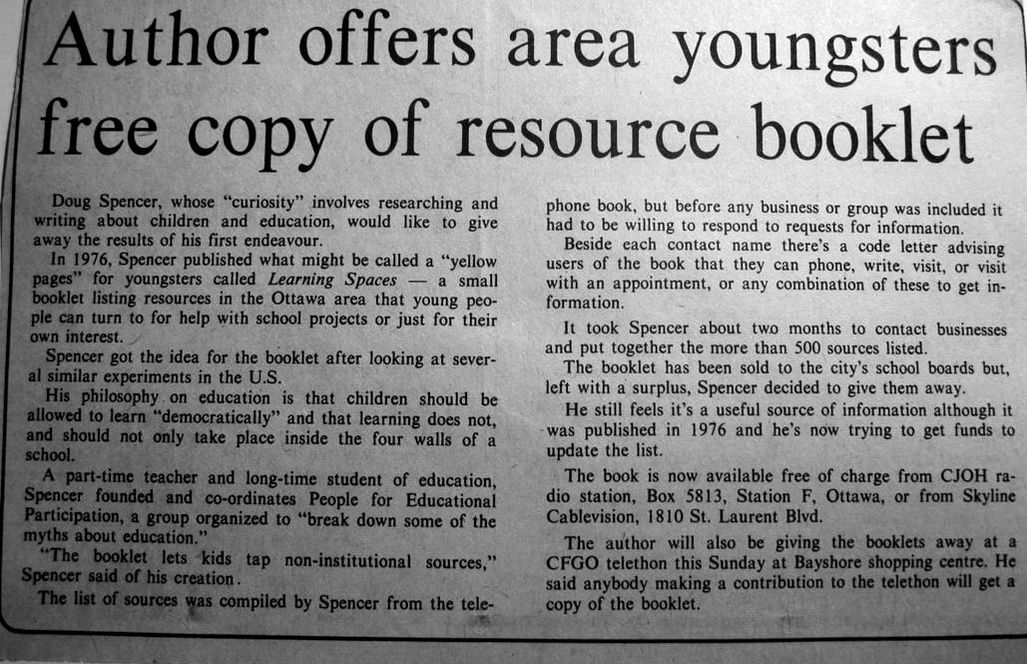 Author offers area youngsters
free copy of resource booklet
Doug Spencer, whose “curiosity” involves researching and
writing about children and education, would like to give
away the results of his first endeavour.
In 1976, Spencer published what might be called a “yellow
pages” for youngsters called Learning Spaces — a small
booklet listing resources in the Ottawa area that young peo-
ple can turn to for help with school projects or just for their
own interest.
Spencer got the idea for the booklet after looking at sever-
al similar experiments in the U.S.
His philosophy on education is that children should be
allowed to learn “democratically” and that learning does not,
and should not only take place inside the four walls of a
school.
A part-time teacher and long-time student of education,
Spencer founded and co-ordinates People for Educational
Participation, a group organized to “break down some of the
myths about education.”
“The booklet lets kids tap non-institutional sources,”
Spencer said of his creation.
The list of sources was compiled by Spencer from the tele-
phone book, but before any business or group was included it
had to be willing to respond to requests for information.
Beside each contact name there’s a code letter advising
users of the book that they can phone, write, visit, or visit
with an appointment, or any combination of these to get in-
formation.
It took Spencer about two months to contact businesses
and put together the more than 500 sources listed.
The booklet has been sold to the city’s school boards but,
left with a surplus, Spencer decided to give them away.
He still feels it’s a useful source of information although it
was published in 1976 and he’s now trying to get funds to
update the list.
The book is now available free of charge from CJOH ra-
dio station, Box 5813, Station F, Ottawa, or from Skyline
Cablevision, 1810 St. Laurent Blvd.
The author will also be giving the booklets away at a
CFGO telethon this Sunday at Bayshore shopping centre. He
said anybody making a contribution to the telethon will get a
copy of the booklet.